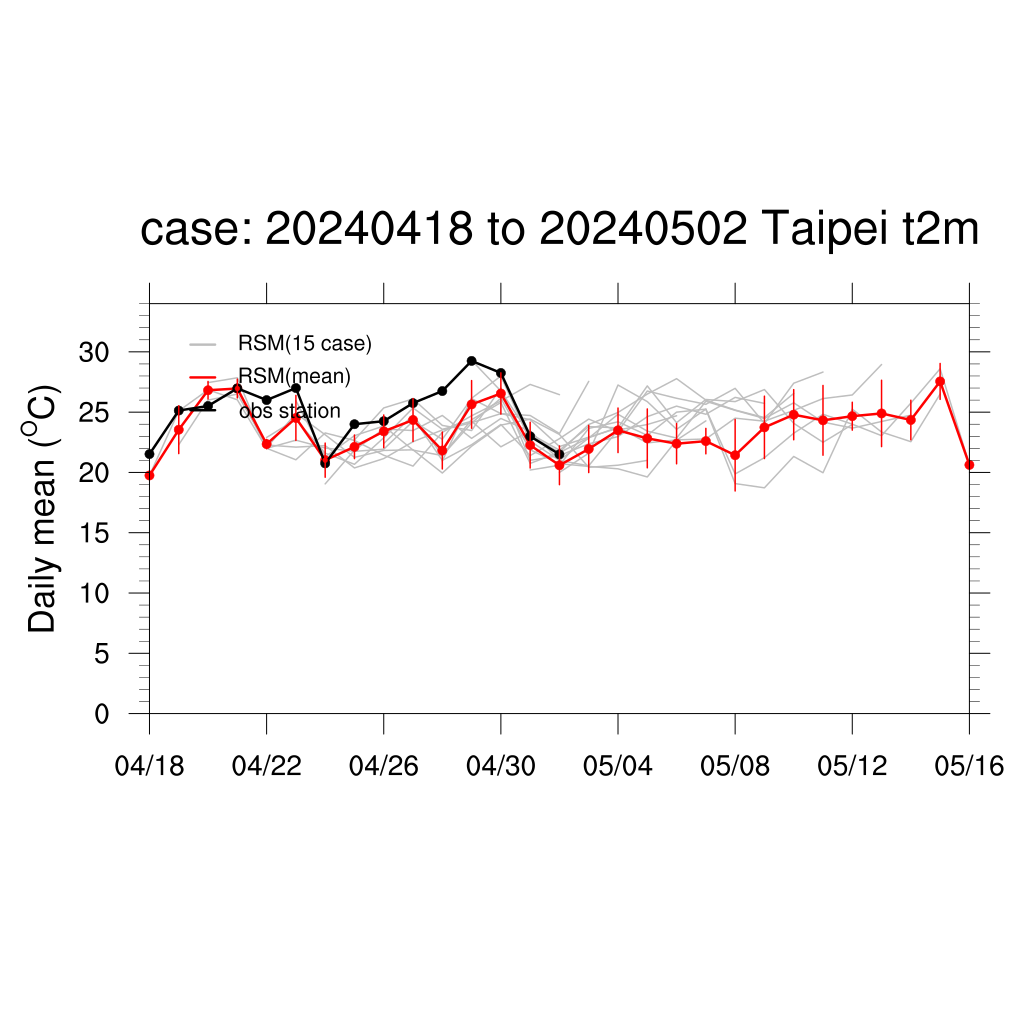 case: 20240418 to 20240502 Taipei t2m
RSM(15 case)
RSM(mean)
obs station
Daily mean (°C)
30
25
20
15
10
5
0
04/18 04/22 04/26 04/30 05/04 05/08 05/12 05/16